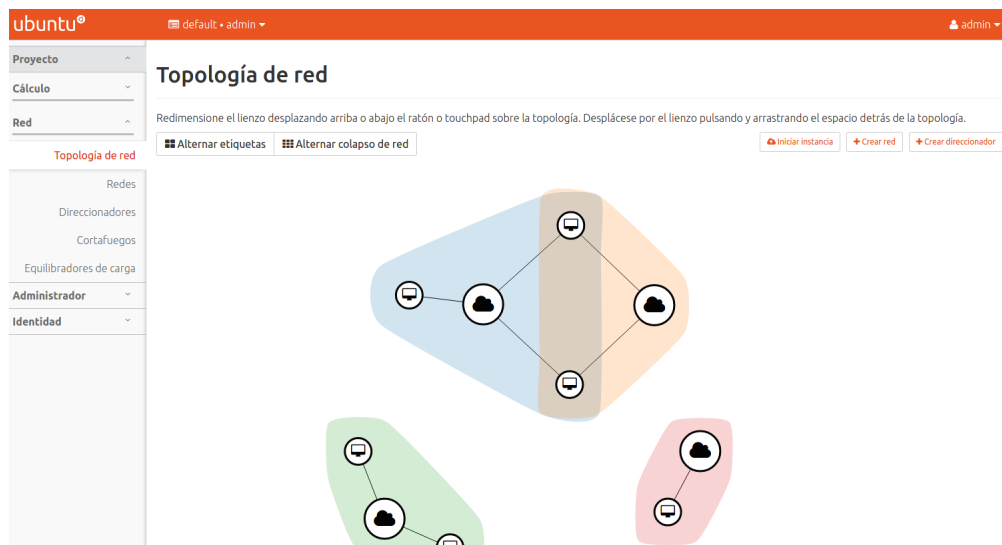 ubuntu
default • admin
admin
Proyecto
Cálculo
Red
Topología de red
Redes
Direccionadores
Cortafuegos
Equilibradores de carga
Administrador
Identidad
Topología de red
Redimensione el lienzo desplazando arriba o abajo el ratón o touchpad sobre la topología. Desplácese por el lienzo pulsando y arrastrando el espacio detrás de la topología.
Alternar etiquetas
Alternar colapso de red
Iniciar instancia
+ Crear red
+ Crear direccionador